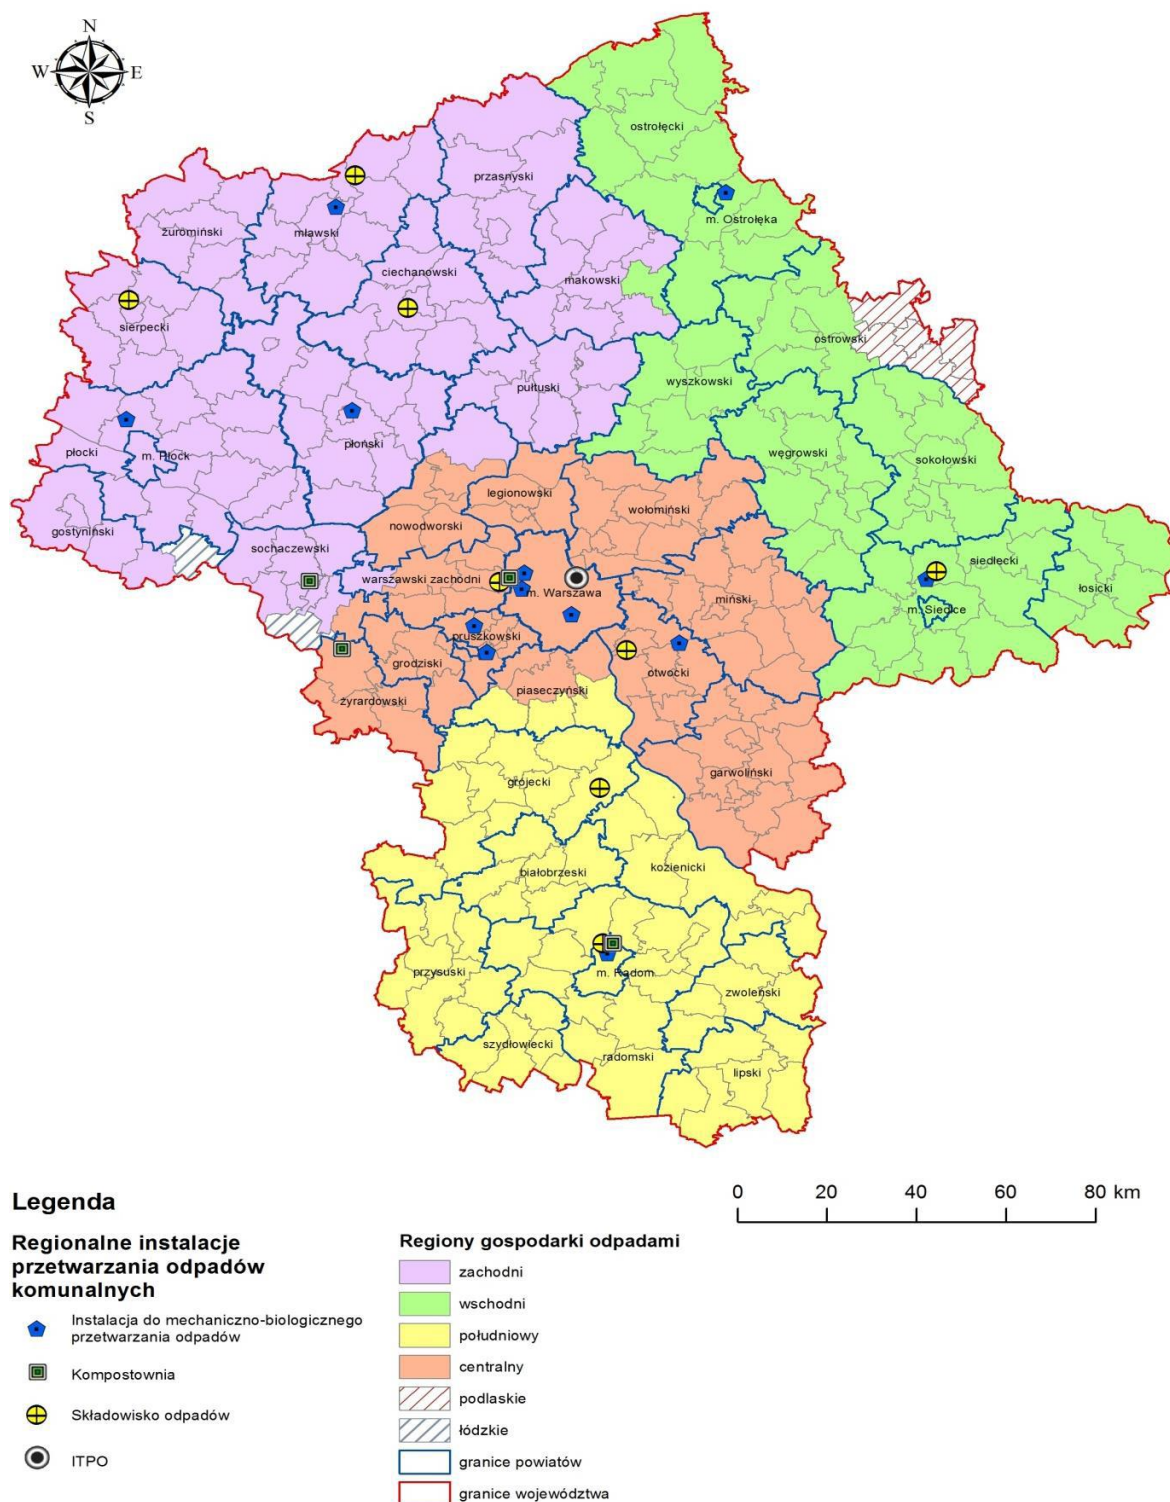 N
W E
S
ostrołęcki
przasnyski
m. Ostrołęka
żuromiński
mławski
ciechanowski
makowski
sierpecki
ostrowski
wyszkowski
pułtuski
płoński
płocki
m. Płock
węgrowski
sokołowski
legionowski
wołomiński
nowodworski
gostyniński
sochaczewski
siedlecki
warszawski zachodni
łosicki
m. Warszawa
miński
m. Siedlce
pruszkowski
grodziski
otwocki
piaseczyński
żyrardowski
garwoliński
grójecki
białobrzeski
kozienicki
przysuski
m. Radom
zwoleński
szydłowiecki
radomski
lipski
0 20 40 60 80 km
Legenda
Regionalne instalacje
przetwarzania odpadów
komunalnych
Instalacja do mechaniczno-biologicznego
przetwarzania odpadów
Kompostownia
Składowisko odpadów
ITPO
Regiony gospodarki odpadami
zachodni
wschodni
południowy
centralny
podlaskie
łódzkie
granice powiatów
granice województwa